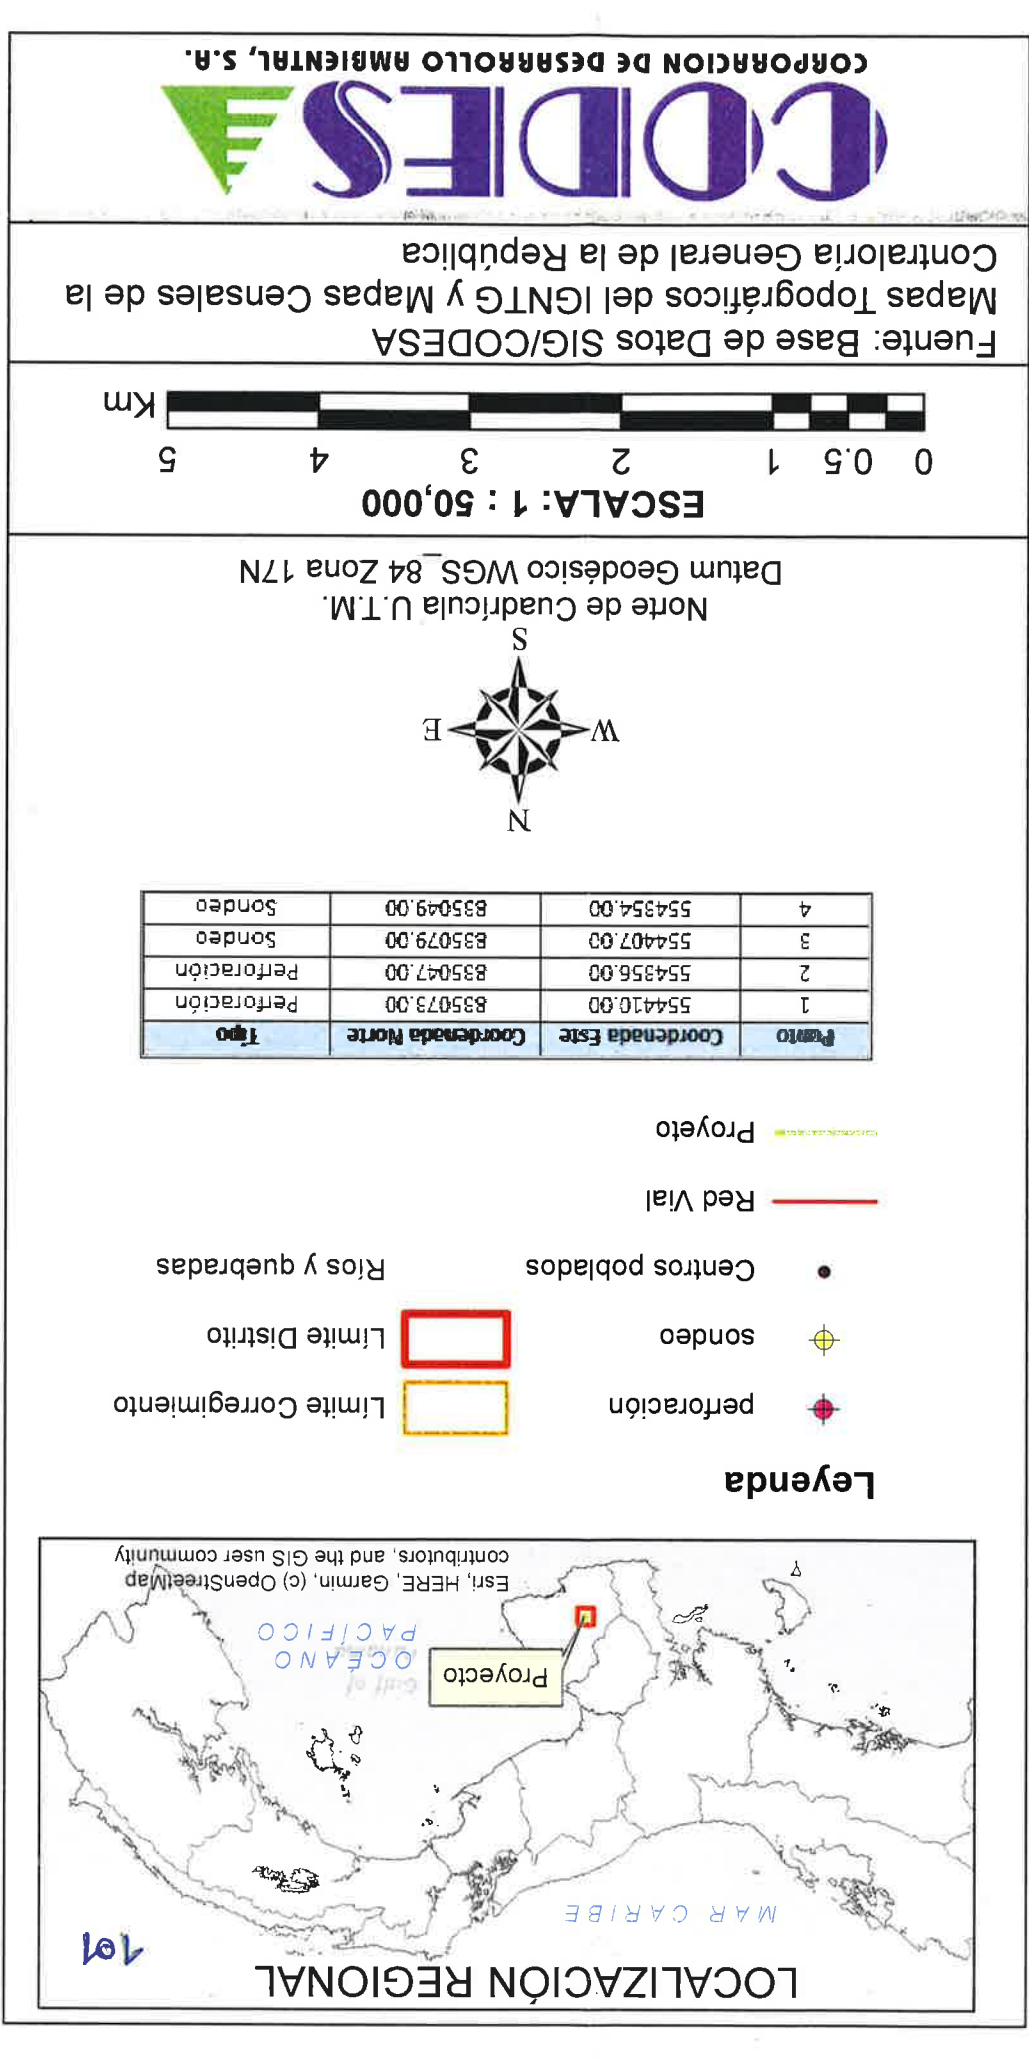 LOCALIZACIÓN REGIONAL
101
MAR CARIBE
Proyecto
Gulf of
OCÉANO
PACÍFICO
Esri, HERE, Garmin, (c) OpenStreetMap
contributors, and the GIS user community
Leyenda
perforación
Límite Corregimiento
sondeo
Límite Distrito
Centros poblados
Ríos y quebradas
Red Vial
Proyeto
Punto Coordenada Este Coordenada Norte Tipo
1 554410.00 835073.00 Perforación
2 554356.00 835047.00 Perforación
3 554407.00 835079.00 Sondeo
4 554354.00 835049.00 Sondeo
N
W E
S
Norte de Cuadrícula U.T.M.
Datum Geodésico WGS_84 Zona 17N
ESCALA: 1 : 50,000
0 0.5 1 2 3 4 5
Km
Fuente: Base de Datos SIG/CODESA
Mapas Topográficos del IGNTG y Mapas Censales de la
Contraloría General de la República
CODESA
CORPORACION DE DESARROLLO AMBIENTAL, S.A.